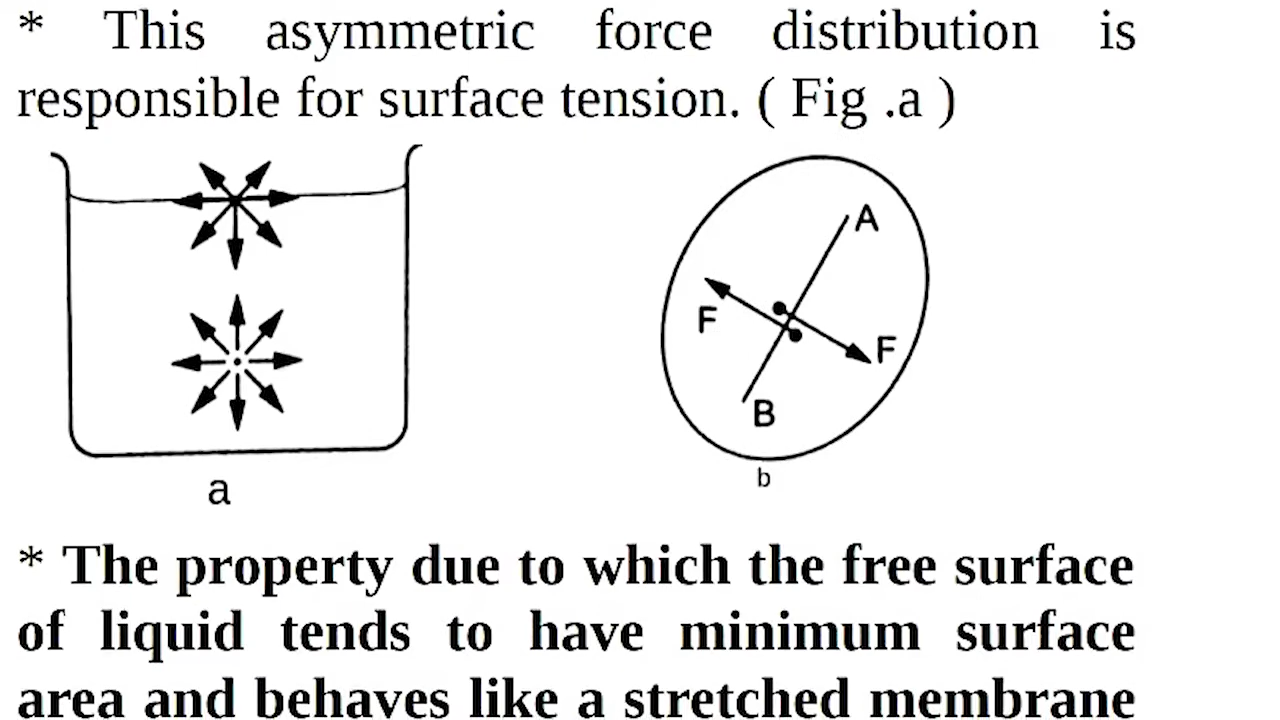 * This asymmetric force distribution is
responsible for surface tension. ( Fig .a )
A
F
F
B
a
b
* The property due to which the free surface
of liquid tends to have minimum surface
area and behaves like a stretched membrane